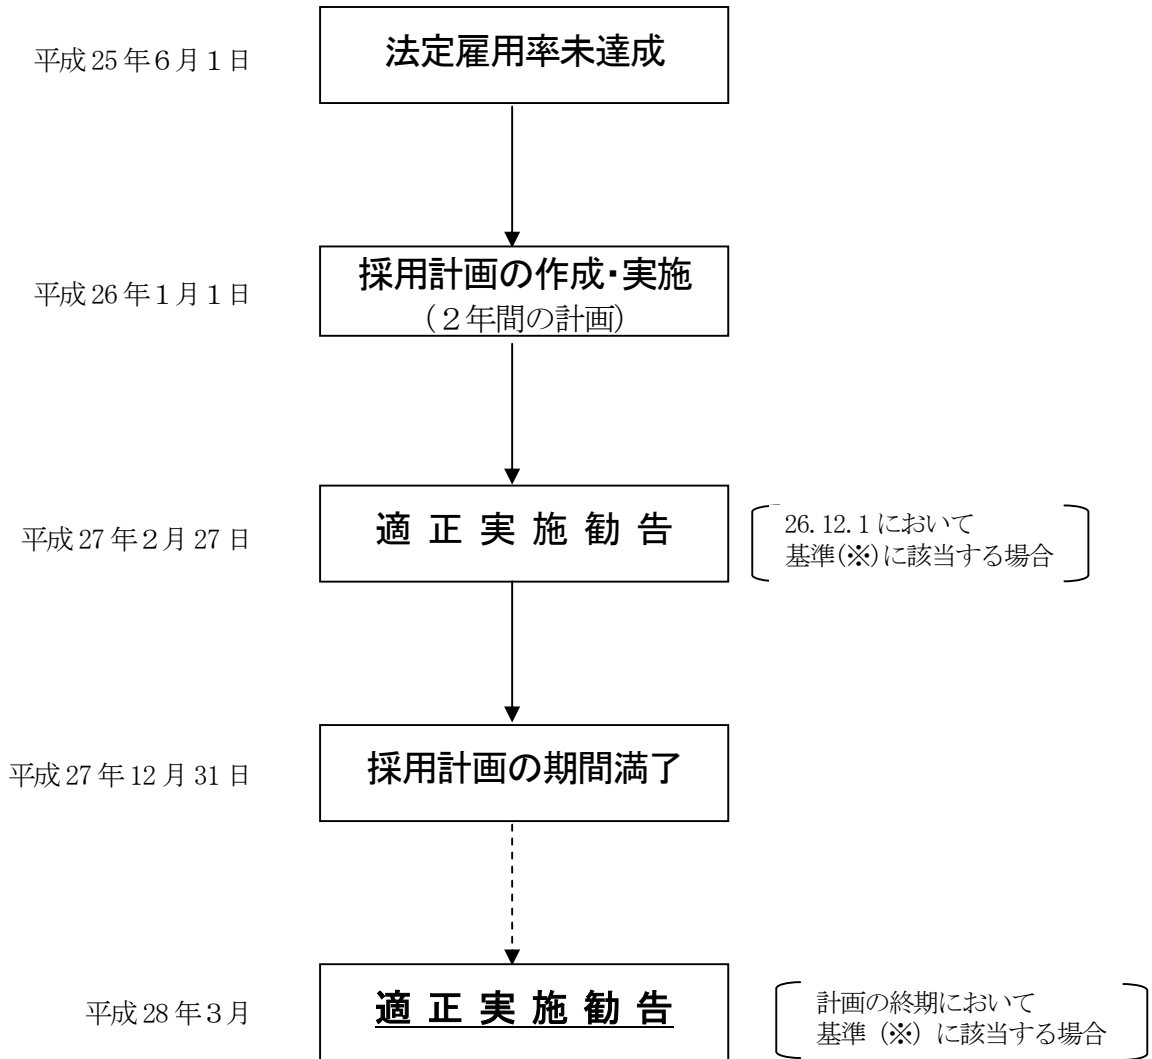 平成25年6月1日
法定雇用率未達成
平成26年1月1日
採用計画の作成・実施
(2年間の計画)
平成27年2月27日
適正実施勧告
26.12.1において
基準(※)に該当する場合
平成27年12月31日
採用計画の期間満了
平成28年3月
適正実施勧告
計画の終期において
基準(※)に該当する場合